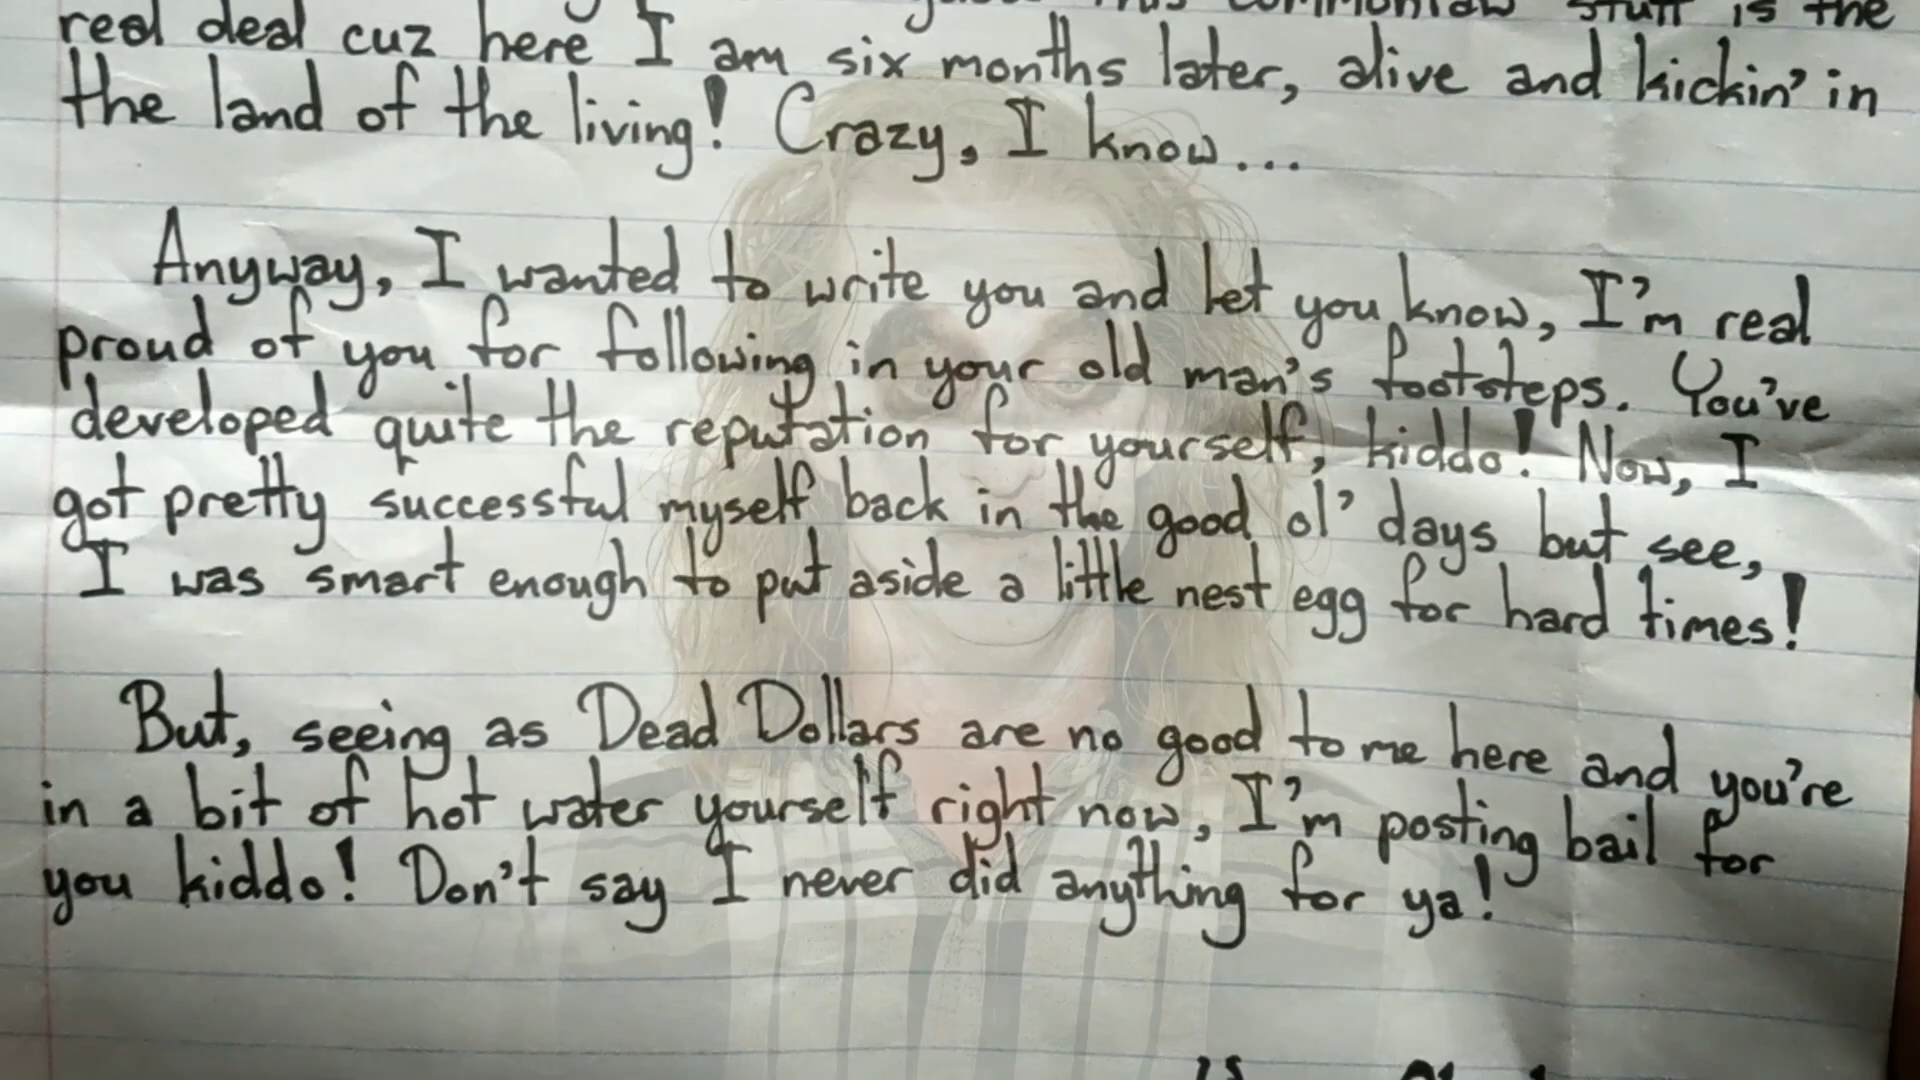 this commonlaw stuff is the
real deal cuz here I am six months later, alive and kickin' in
the land of the living! Crazy, I know...
Anyway, I wanted to write you and let you know, I'm real
proud of you for following in your old man's footsteps. You've
developed quite the reputation for yourself, kiddo! Now, I
got pretty successful myself back in the good ol' days but see,
I was smart enough to put aside a little nest egg for hard times!
But, seeing as Dead Dollars are no good to me here and you're
in a bit of hot water yourself right now, I'm posting bail for
you kiddo! Don't say I never did anything for ya!